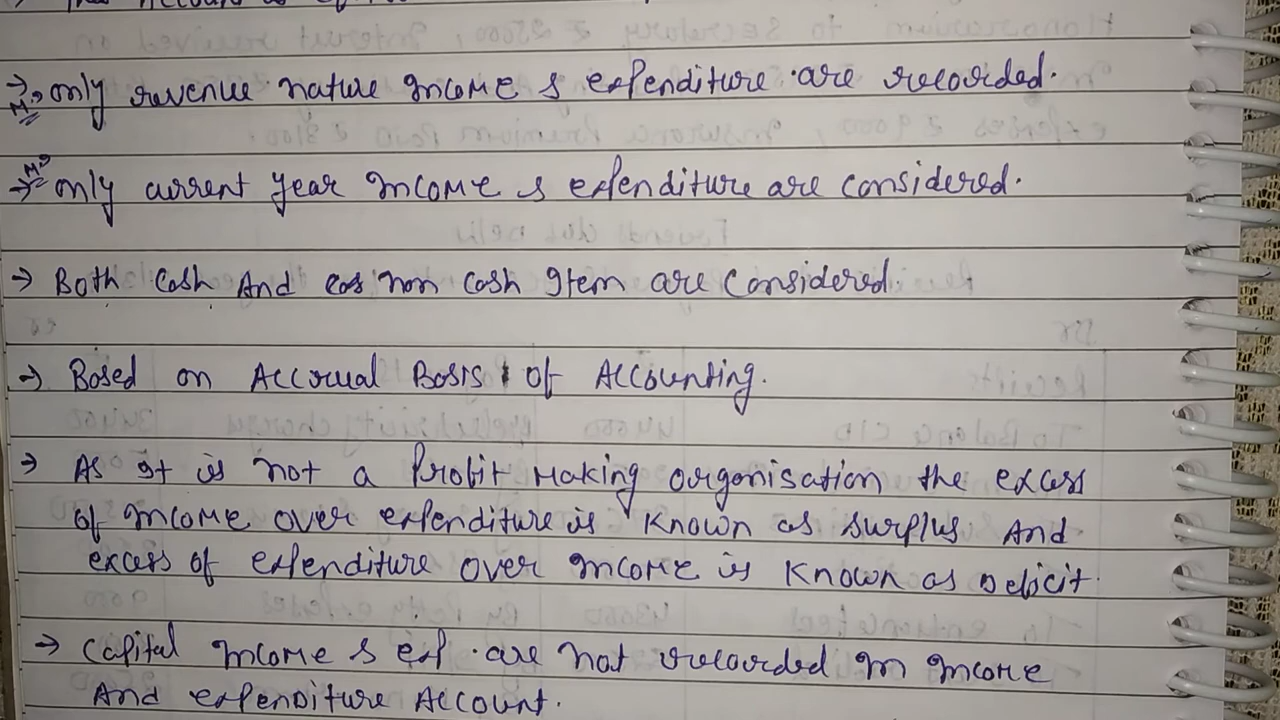 → only revenue nature Income & expenditure are recorded.
→ only current year Income & expenditure are considered.
→ Both Cash And non Cash Item are Considered.
→ Based on Accrual Basis of Accounting.
→ As It is not a Profit Making organisation the excess
of Income over expenditure is Known as surplus And
excess of expenditure over Income is Known as Deficit.
→ Capital Income & exp. are not recorded In Income
And expenditure Account.